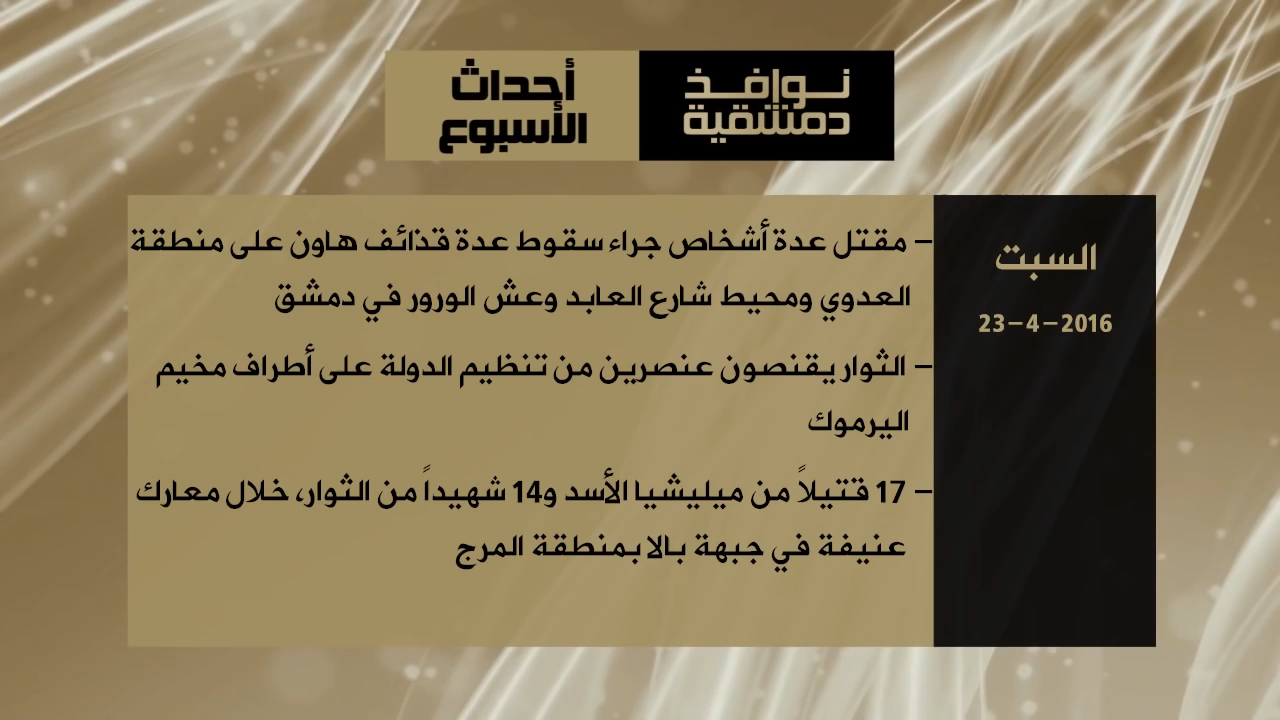 نوافذ
دمشقية
أحداث
الأسبوع
السبت
23-4-2016
- مقتل عدة أشخاص جراء سقوط عدة قذائف هاون على منطقة
العدوي ومحيط شارع العابد وعش الورور في دمشق
- الثوار يقنصون عنصرين من تنظيم الدولة على أطراف مخيم
اليرموك
- 17 قتيلاً من ميليشيا الأسد و14 شهيداً من الثوار، خلال معارك
عنيفة في جبهة بالا بمنطقة المرج